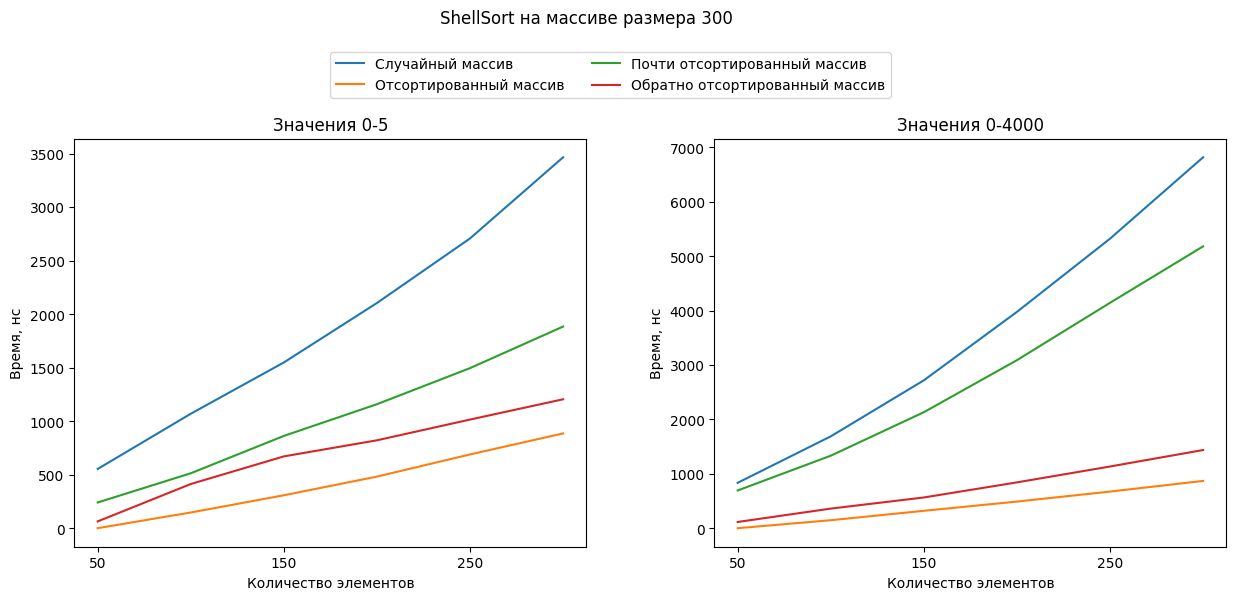 ShellSort на массиве размера 300
Случайный массив
Отсортированный массив
Почти отсортированный массив
Обратно отсортированный массив
Значения 0-5
Время, нс
3500
3000
2500
2000
1500
1000
500
0
50
150
250
Количество элементов
Значения 0-4000
Время, нс
7000
6000
5000
4000
3000
2000
1000
0
50
150
250
Количество элементов